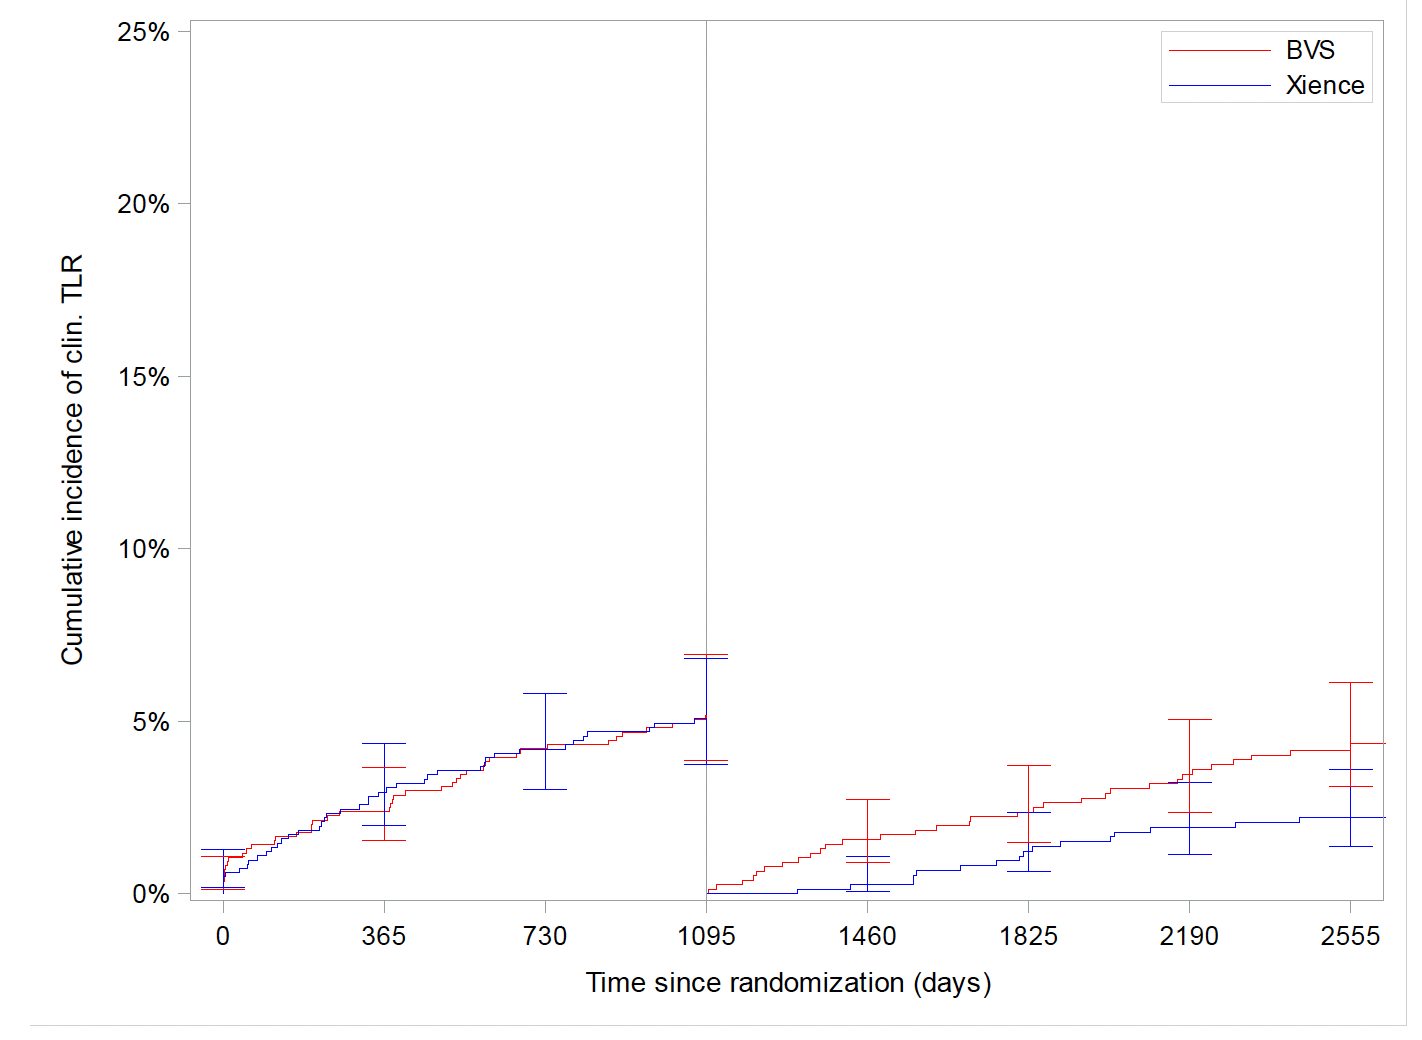 25%
20%
15%
10%
5%
0%
Cumulative incidence of clin. TLR
BVS
Xience
0 365 730 1095 1460 1825 2190 2555
Time since randomization (days)